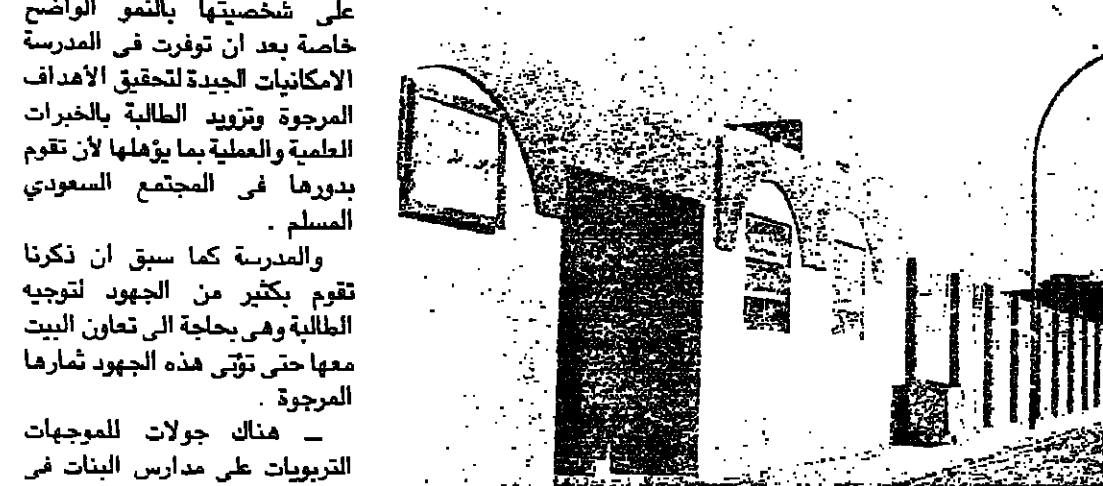 على شخصيتها بالنمو الواضح
خاصة بعد ان توفرت فى المدرسة
الامكانيات الجيدة لتحقيق الأهداف
المرجوة وتزويد الطالبة بالخبرات
العلمية والعملية بما يؤهلها لأن تقوم
بدورها فى المجتمع السعودي
المسلم .
والمدرسة كما سبق ان ذكرنا
تقوم بكثير من الجهود لتوجيه
الطالبة وهى بحاجة الى تعاون البيت
معها حتى تؤتى هذه الجهود ثمارها
المرجوة .
ــ هناك جولات للموجهات
التربويات على مدارس البنات فى